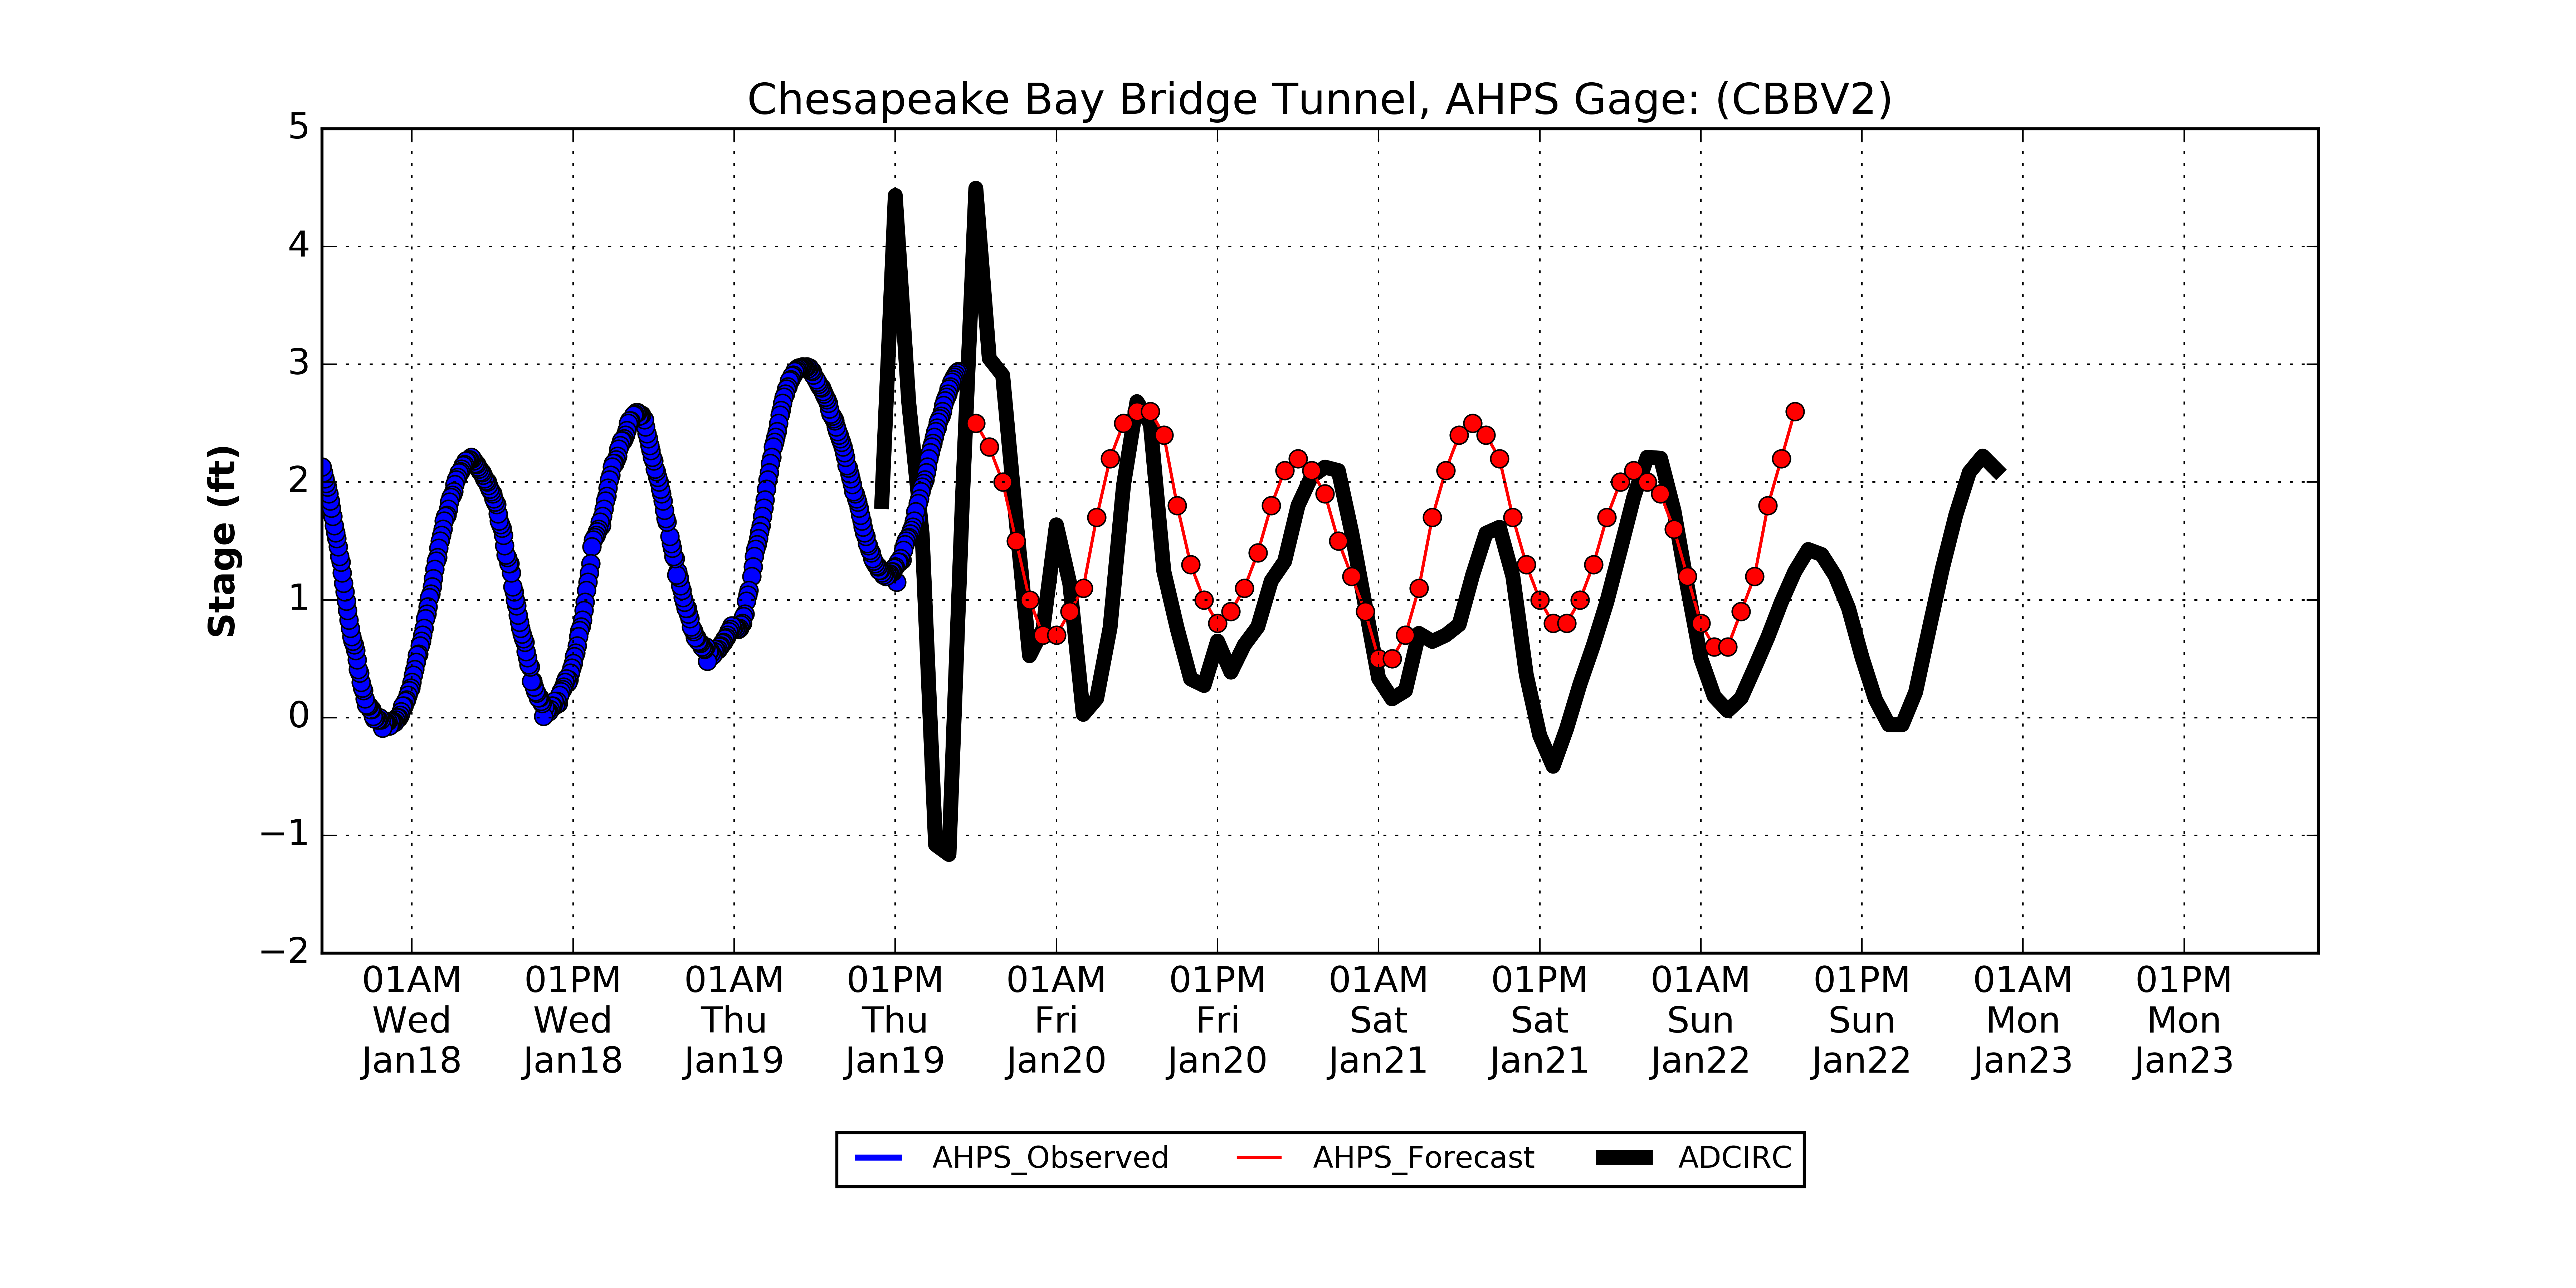 Chesapeake Bay Bridge Tunnel, AHPS Gage: (CBBV2)
5
4
3
2
1
0
−1
−2
Stage (ft)
01AM 01PM 01AM 01PM 01AM 01PM 01AM 01PM 01AM 01PM 01AM 01PM
Wed Wed Thu Thu Fri Fri Sat Sat Sun Sun Mon Mon
Jan18 Jan18 Jan19 Jan19 Jan20 Jan20 Jan21 Jan21 Jan22 Jan22 Jan23 Jan23
AHPS_Observed AHPS_Forecast ADCIRC